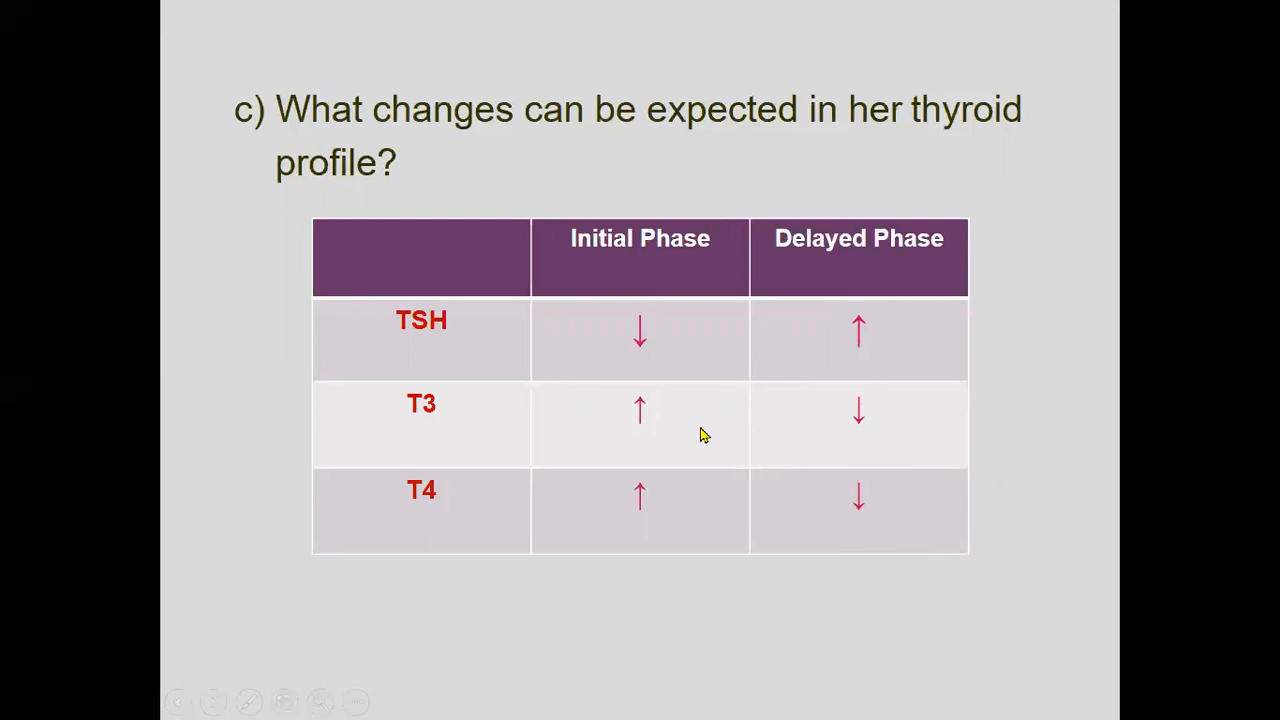 c) What changes can be expected in her thyroid
profile?
Initial Phase Delayed Phase
TSH ↓ ↑
T3 ↑ ↓
T4 ↑ ↓